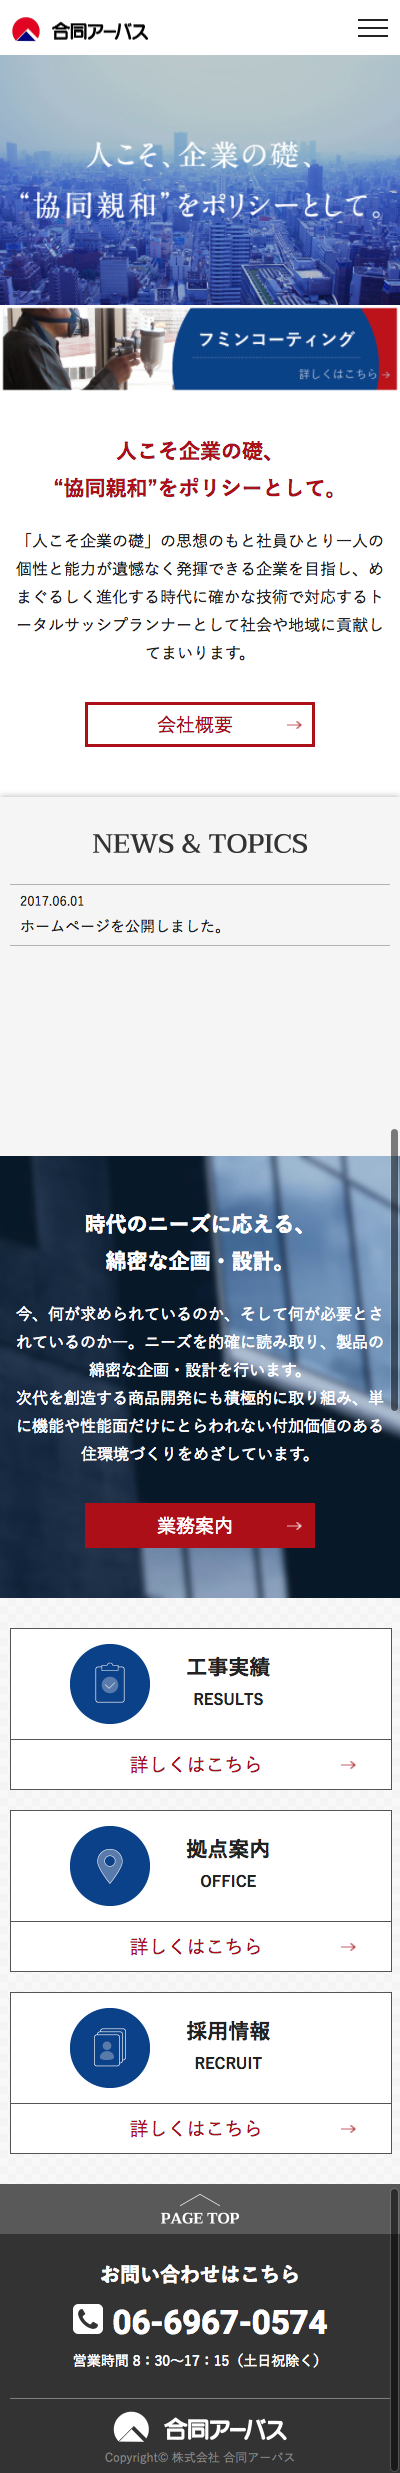 合同アーバス
人こそ、企業の礎、
“協同親和”をポリシーとして。
フミンコーティング
詳しくはこちら→
人こそ企業の礎、
“協同親和”をポリシーとして。
「人こそ企業の礎」の思想のもと社員ひとり一人の
個性と能力が遺憾なく発揮できる企業を目指し、め
まぐるしく進化する時代に確かな技術で対応するト
ータルサッシプランナーとして社会や地域に貢献し
てまいります。
会社概要
NEWS & TOPICS
2017.06.01
ホームページを公開しました。
時代のニーズに応える、
綿密な企画・設計。
今、何が求められているのか、そして何が必要とさ
れているのか一。ニーズを的確に読み取り、製品の
綿密な企画・設計を行います。
次代を創造する商品開発にも積極的に取り組み、単
に機能や性能面だけにとらわれない付加価値のある
住環境づくりをめざしています。
業務案内
工事実績
RESULTS
詳しくはこちら
拠点案内
OFFICE
詳しくはこちら
採用情報
RECRUIT
詳しくはこちら
PAGE TOP
お問い合わせはこちら
06-6967-0574
営業時間 8：30〜17：15（土日祝除く）
合同アーバス
Copyright© 株式会社 合同アーバス